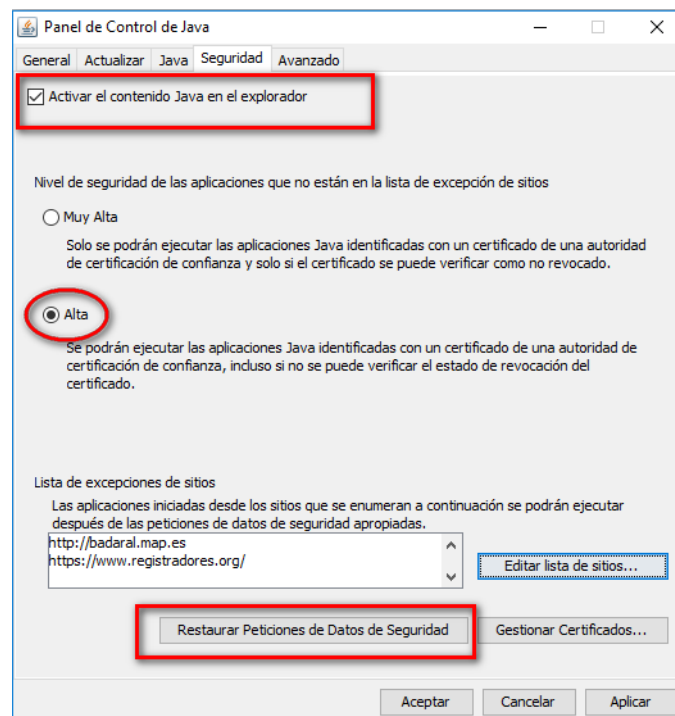 Panel de Control de Java
General Actualizar Java Seguridad Avanzado
Activar el contenido Java en el explorador
Nivel de seguridad de las aplicaciones que no están en la lista de excepción de sitios
Muy Alta
Solo se podrán ejecutar las aplicaciones Java identificadas con un certificado de una autoridad
de certificación de confianza y solo si el certificado se puede verificar como no revocado.
Alta
Se podrán ejecutar las aplicaciones Java identificadas con un certificado de una autoridad de
certificación de confianza, incluso si no se puede verificar el estado de revocación del
certificado.
Lista de excepciones de sitios
Las aplicaciones iniciadas desde los sitios que se enumeran a continuación se podrán ejecutar
después de las peticiones de datos de seguridad apropiadas.
http://badaral.map.es
https://www.registradores.org/
Editar lista de sitios...
Restaurar Peticiones de Datos de Seguridad Gestionar Certificados...
Aceptar Cancelar Aplicar